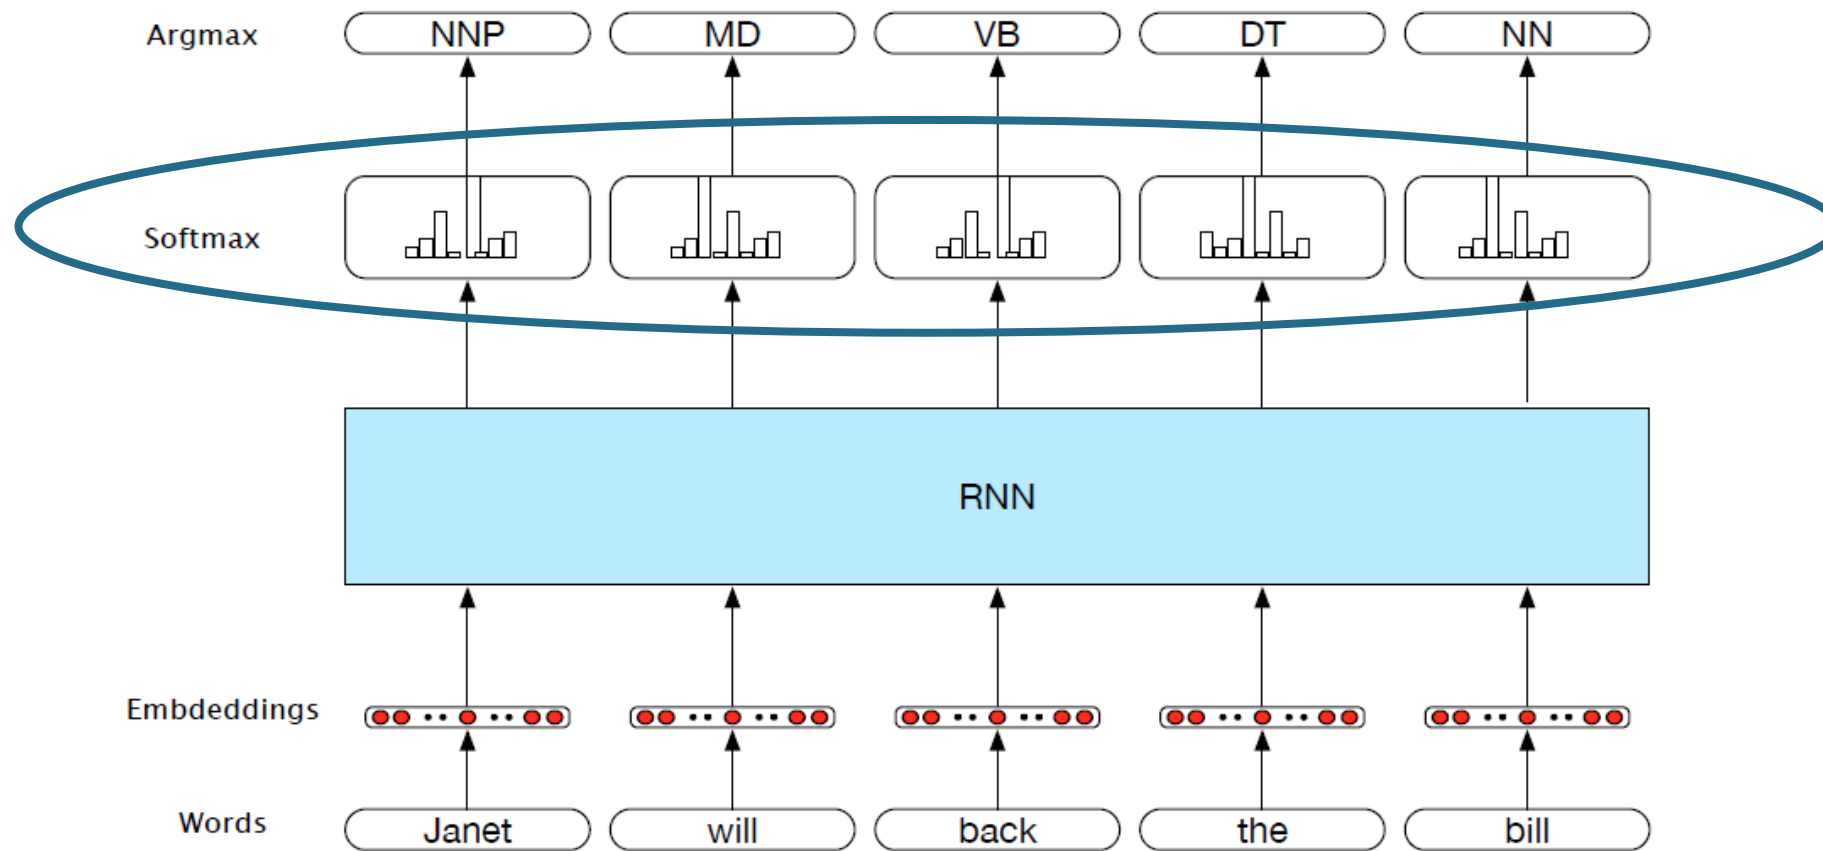 Argmax NNP MD VB DT NN
Softmax
RNN
Embdeddings
Words Janet will back the bill